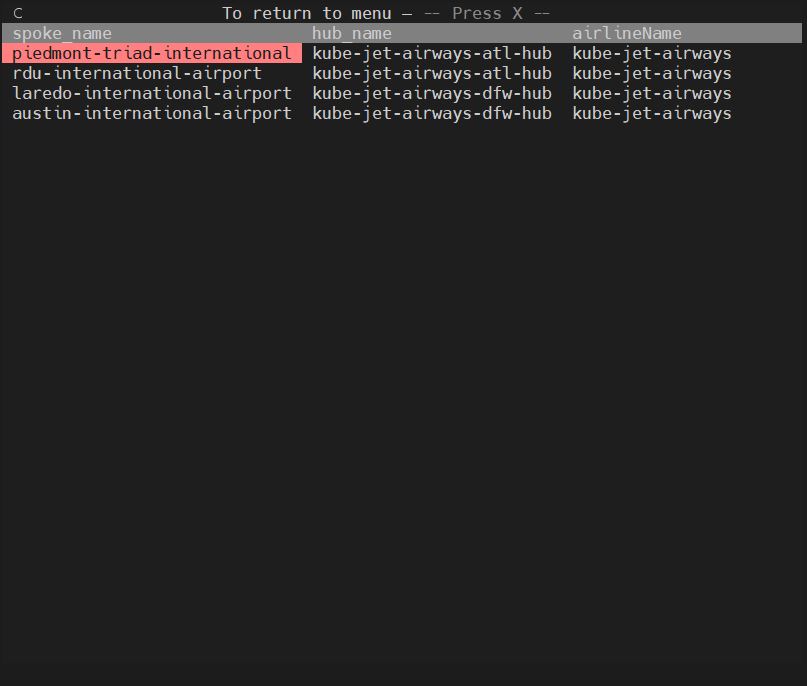 C To return to menu — -- Press X --
spoke_name hub_name airlineName
piedmont-triad-international kube-jet-airways-atl-hub kube-jet-airways
rdu-international-airport kube-jet-airways-atl-hub kube-jet-airways
laredo-international-airport kube-jet-airways-dfw-hub kube-jet-airways
austin-international-airport kube-jet-airways-dfw-hub kube-jet-airways